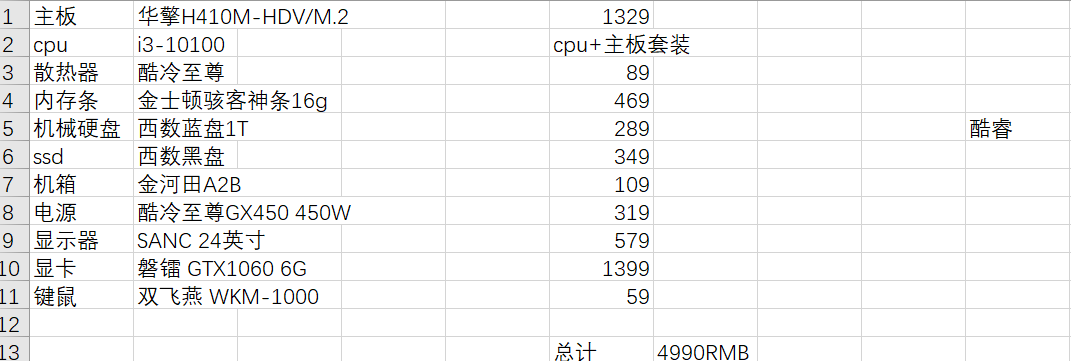 1 主板 华擎H410M-HDV/M.2 1329
2 cpu i3-10100 cpu+主板套装
3 散热器 酷冷至尊 89
4 内存条 金士顿骇客神条16g 469
5 机械硬盘 西数蓝盘1T 289 酷睿
6 ssd 西数黑盘 349
7 机箱 金河田A2B 109
8 电源 酷冷至尊GX450 450W 319
9 显示器 SANC 24英寸 579
10 显卡 磐镭 GTX1060 6G 1399
11 键鼠 双飞燕 WKM-1000 59
12
13 总计 4990RMB